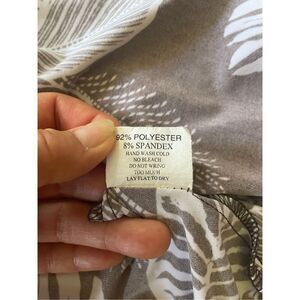 92% POLYESTER
8% SPANDEX
HAND WASH COLD
NO BLEACH
DO NOT WRING
TOO MUCH
LAY FLAT TO DRY